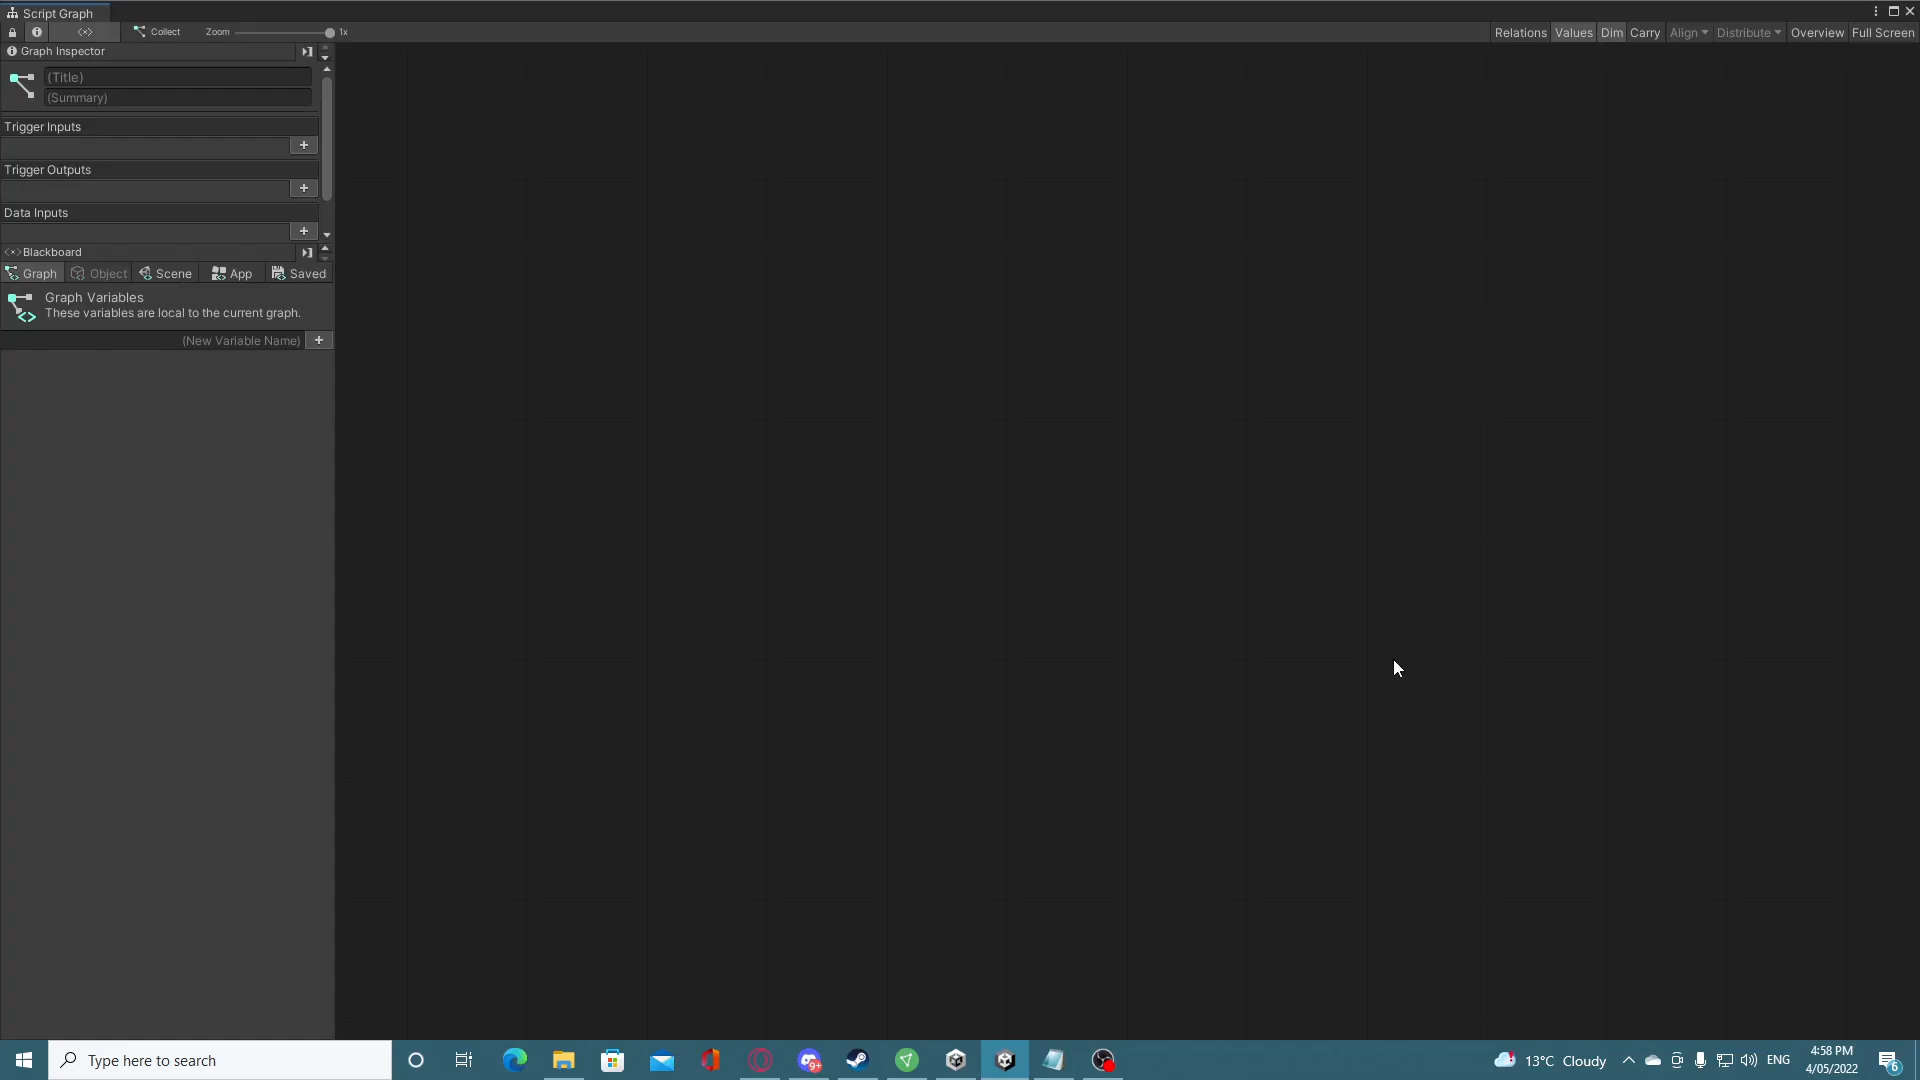 Script Graph
Collect Zoom 1x Relations Values Dim Carry Align Distribute Overview Full Screen
Graph Inspector
(Title)
(Summary)
Trigger Inputs
+
Trigger Outputs
+
Data Inputs
+
<×> Blackboard
Graph Object Scene App Saved
Graph Variables
These variables are local to the current graph.
(New Variable Name) +
Type here to search 9+ 13°C Cloudy ENG 4:58 PM
4/05/2022 6